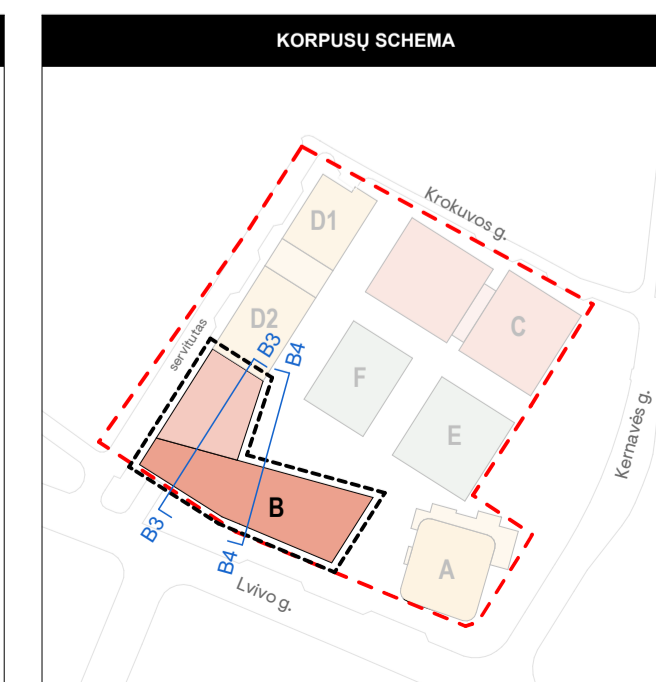 KORPUSŲ SCHEMA
Krokuvos g.
D1
C
D2
servitutas
B3
B4
F
Kernavės g.
E
B
B3
B4
A
Lvivo g.